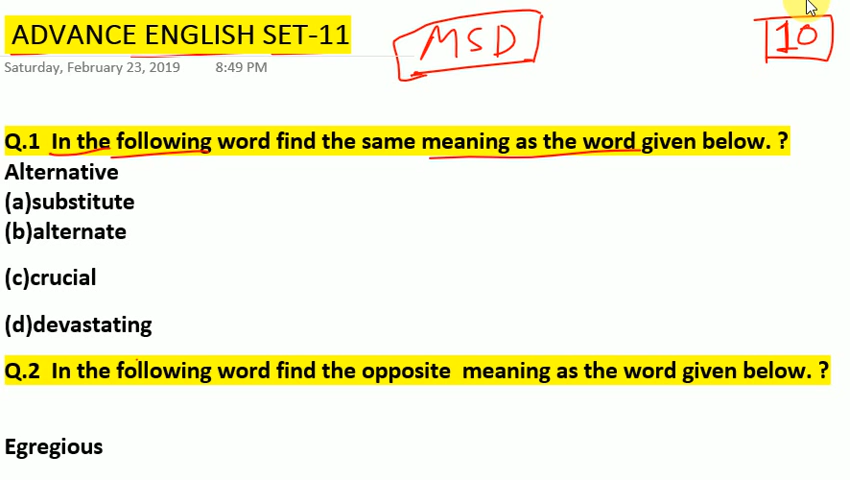 ADVANCE ENGLISH SET-11
MSD
10
Saturday, February 23, 2019 8:49 PM
Q.1 In the following word find the same meaning as the word given below. ?
Alternative
(a)substitute
(b)alternate
(c)crucial
(d)devastating
Q.2 In the following word find the opposite meaning as the word given below. ?
Egregious